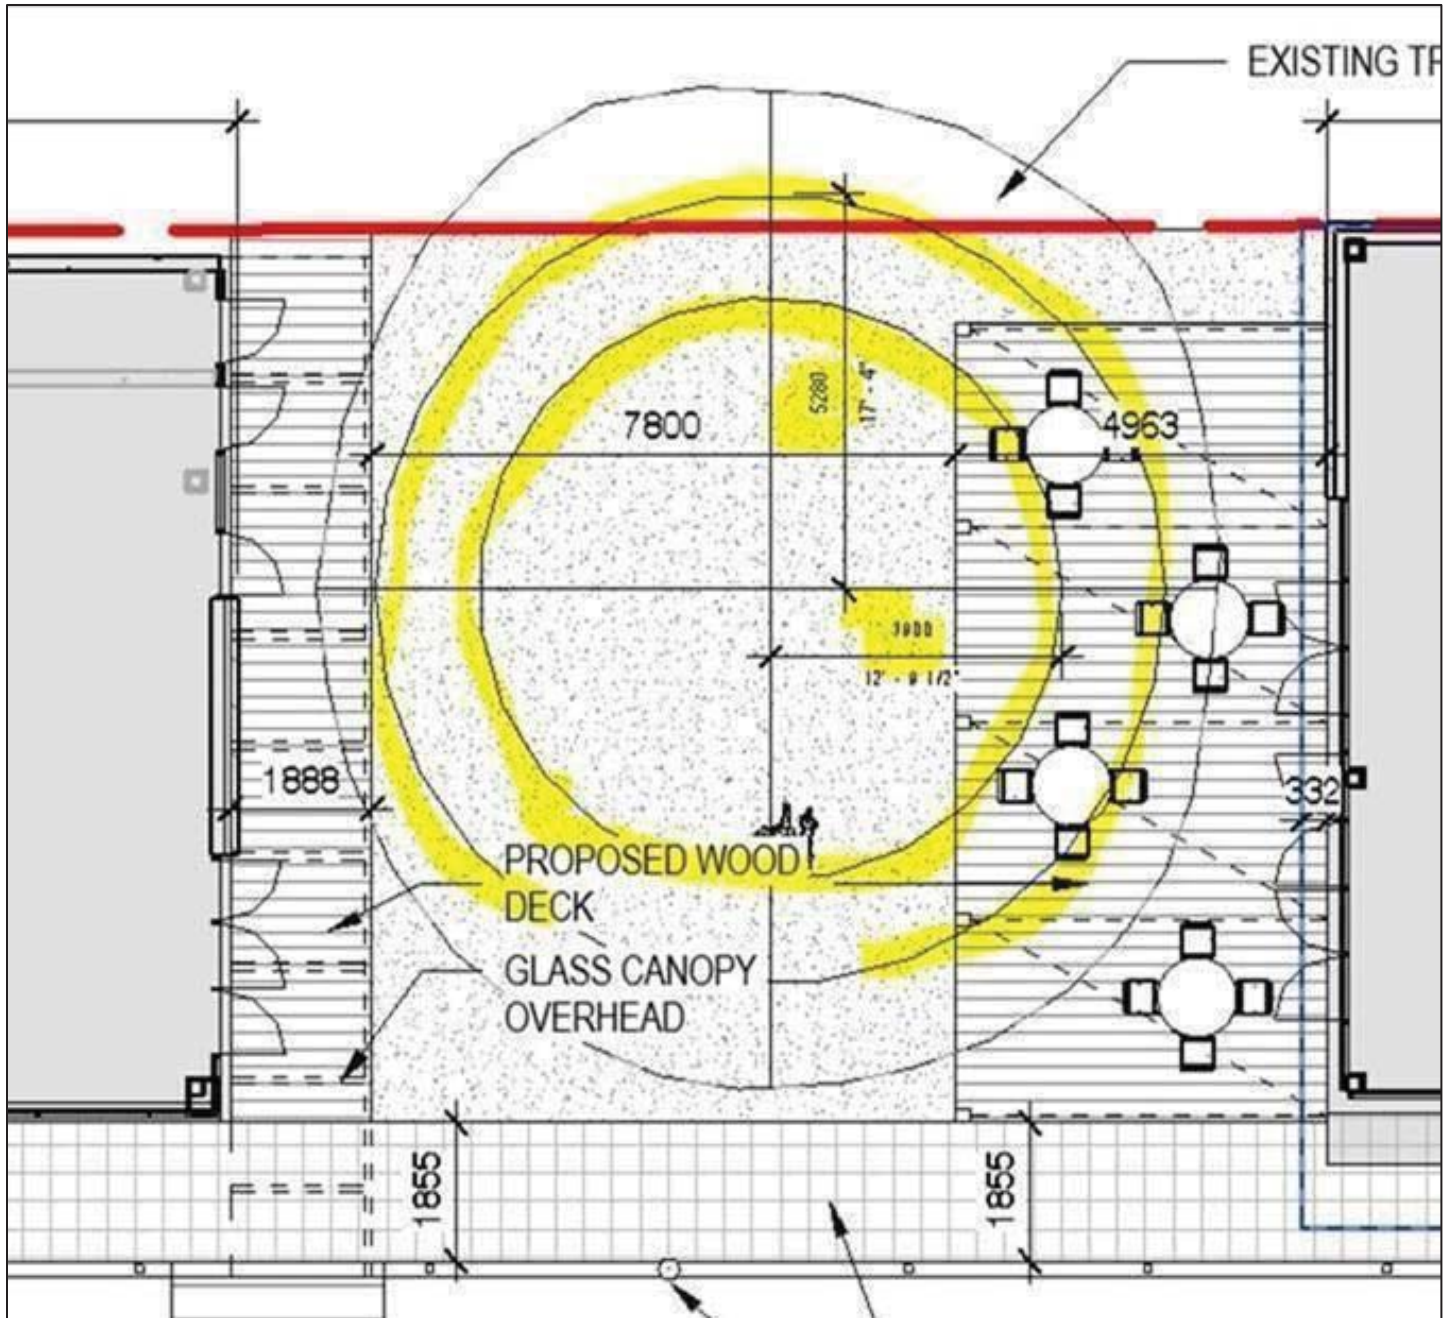 EXISTING TR
5280
17' - 4"
7800
4963
3900
12' - 9 1/2"
1888
332
PROPOSED WOOD
DECK
GLASS CANOPY
OVERHEAD
1855
1855